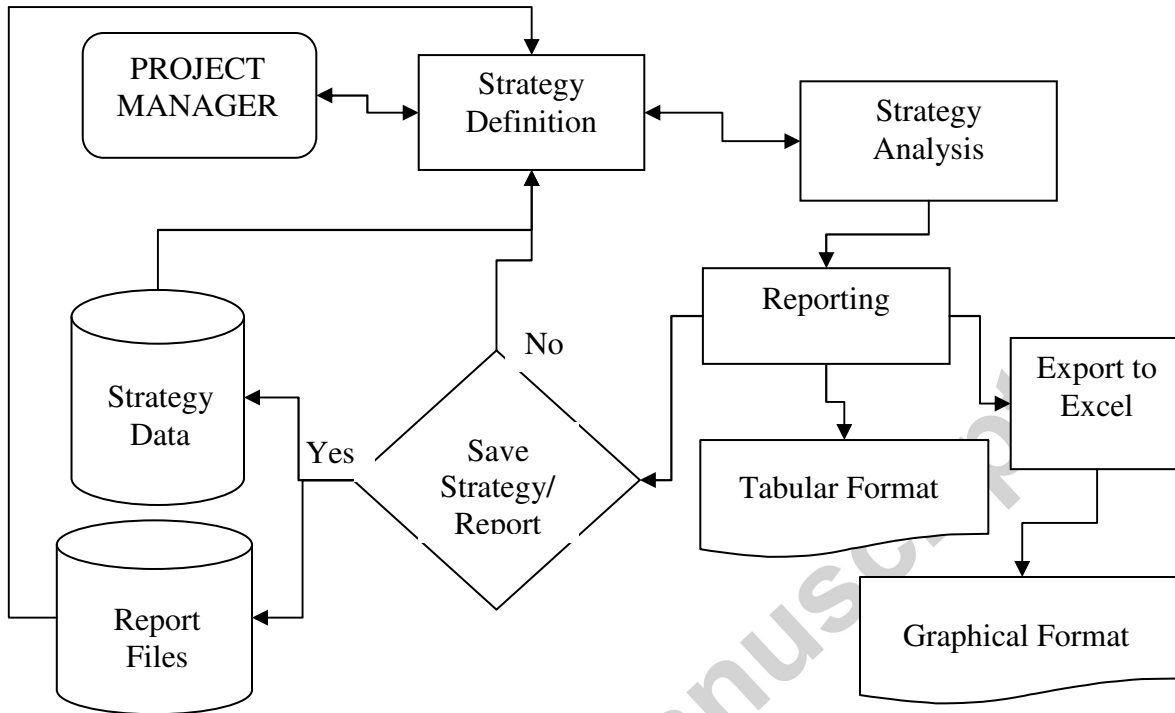 PROJECT
MANAGER
Strategy
Definition
Strategy
Analysis
Reporting
Export to
Excel
Tabular Format
Graphical Format
No
Yes
Save
Strategy/
Report
Strategy
Data
Report
Files